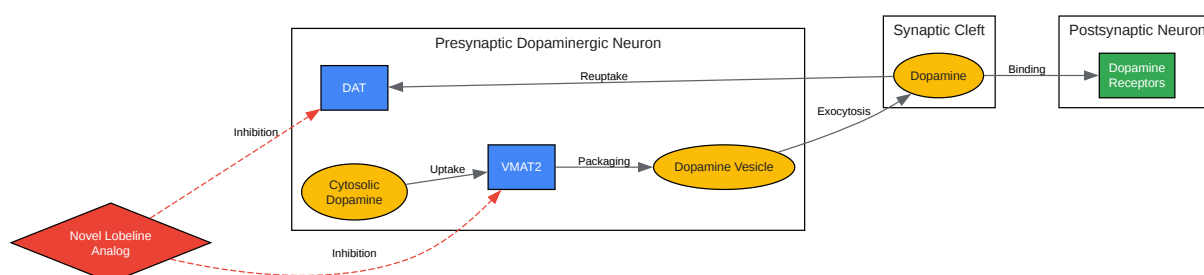 Synaptic Cleft
Postsynaptic Neuron
Presynaptic Dopaminergic Neuron
DAT
Reuptake
Dopamine
Binding
Dopamine
Receptors
Exocytosis
Inhibition
Cytosolic
Dopamine
Uptake
VMAT2
Packaging
Dopamine Vesicle
Novel Lobeline
Analog
Inhibition